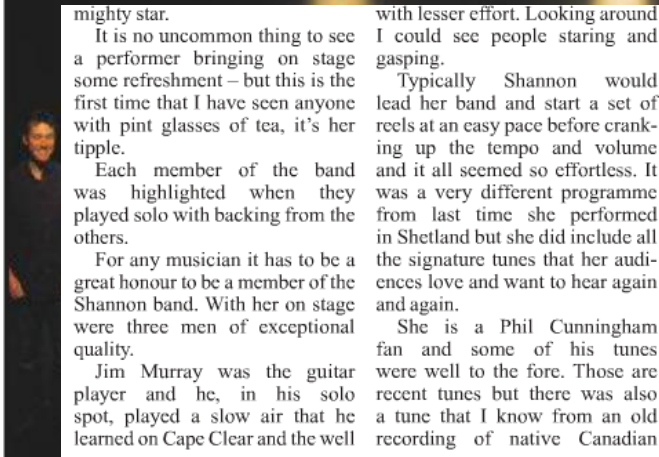 mighty star.
It is no uncommon thing to see
a performer bringing on stage
some refreshment – but this is the
first time that I have seen anyone
with pint glasses of tea, it's her
tipple.
Each member of the band
was highlighted when they
played solo with backing from the
others.
For any musician it has to be a
great honour to be a member of the
Shannon band. With her on stage
were three men of exceptional
quality.
Jim Murray was the guitar
player and he, in his solo
spot, played a slow air that he
learned on Cape Clear and the well
with lesser effort. Looking around
I could see people staring and
gasping.
Typically Shannon would
lead her band and start a set of
reels at an easy pace before crank-
ing up the tempo and volume
and it all seemed so effortless. It
was a very different programme
from last time she performed
in Shetland but she did include all
the signature tunes that her audi-
ences love and want to hear again
and again.
She is a Phil Cunningham
fan and some of his tunes
were well to the fore. Those are
recent tunes but there was also
a tune that I know from an old
recording of native Canadian